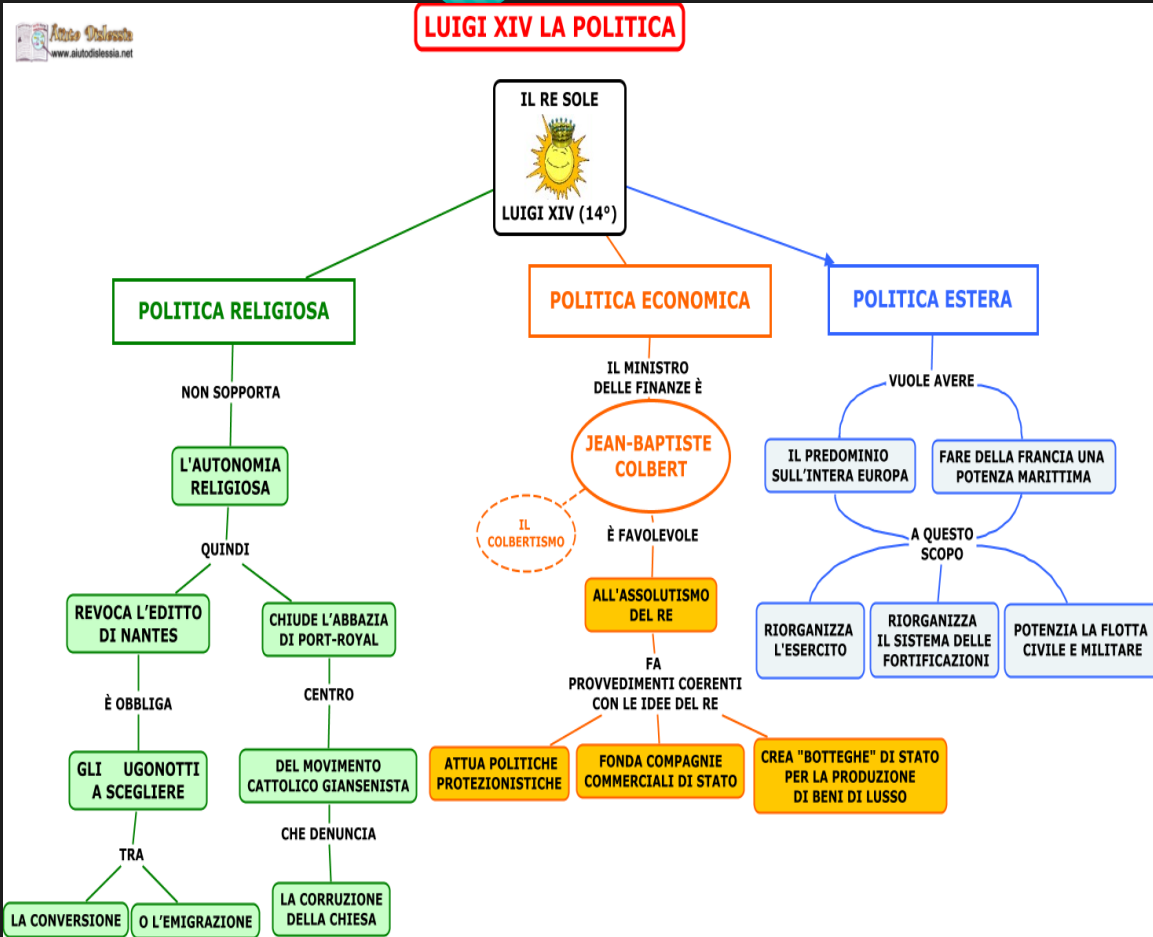 Aiuto Dislessia
www.aiutodislessia.net
LUIGI XIV LA POLITICA
IL RE SOLE
LUIGI XIV (14°)
POLITICA RELIGIOSA
NON SOPPORTA
L'AUTONOMIA
RELIGIOSA
QUINDI
REVOCA L'EDITTO
DI NANTES
È OBBLIGA
GLI UGONOTTI
A SCEGLIERE
TRA
LA CONVERSIONE
O L'EMIGRAZIONE
CHIUDE L'ABBAZIA
DI PORT-ROYAL
CENTRO
DEL MOVIMENTO
CATTOLICO GIANSENISTA
CHE DENUNCIA
LA CORRUZIONE
DELLA CHIESA
POLITICA ECONOMICA
IL MINISTRO
DELLE FINANZE È
JEAN-BAPTISTE
COLBERT
IL
COLBERTISMO
È FAVOLEVOLE
ALL'ASSOLUTISMO
DEL RE
FA
PROVVEDIMENTI COERENTI
CON LE IDEE DEL RE
ATTUA POLITICHE
PROTEZIONISTICHE
FONDA COMPAGNIE
COMMERCIALI DI STATO
CREA "BOTTEGHE" DI STATO
PER LA PRODUZIONE
DI BENI DI LUSSO
POLITICA ESTERA
VUOLE AVERE
IL PREDOMINIO
SULL'INTERA EUROPA
FARE DELLA FRANCIA UNA
POTENZA MARITTIMA
A QUESTO
SCOPO
RIORGANIZZA
L'ESERCITO
RIORGANIZZA
IL SISTEMA DELLE
FORTIFICAZIONI
POTENZIA LA FLOTTA
CIVILE E MILITARE